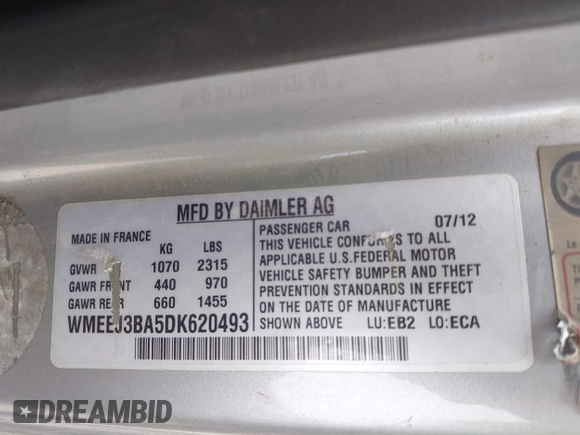 MFD BY DAIMLER AG
MADE IN FRANCE
KG LBS
GVWR 1070 2315
GAWR FRONT 440 970
GAWR REAR 660 1455
WMEEJ3BA5DK620493
PASSENGER CAR 07/12
THIS VEHICLE CONFORMS TO ALL
APPLICABLE U.S.FEDERAL MOTOR
VEHICLE SAFETY BUMPER AND THEFT
PREVENTION STANDARDS IN EFFECT
ON THE DATE OF MANUFACTURE
SHOWN ABOVE LU:EB2 LO:ECA
Le
DREAMBID